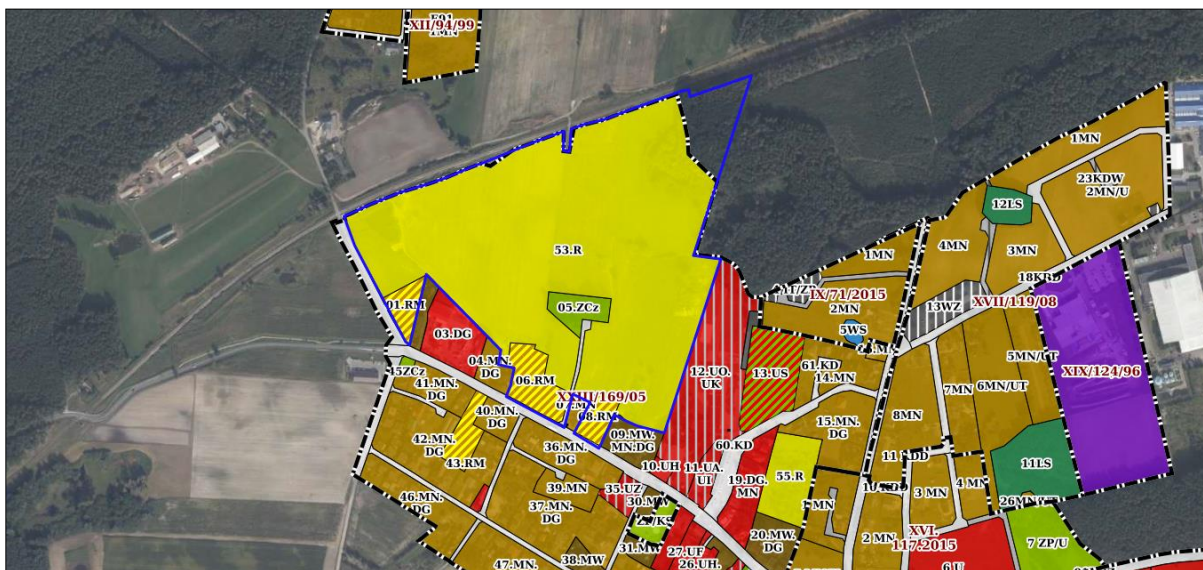 XII/94/99
1MN
1MN
23KDW
2MN/U
12LS
4MN
3MN
1MN
53.R
18KRD
IX/71/2015
XVII/119/08
13WZ
2MN
01.RM
05.ZCz
5WS
03.DG
5MN/UT
XIX/124/96
04.MN.
DG
61.KD
14.MN
12.UO.
UK
13.US
45ZCz
41.MN.
DG
06.RM
7MN
6MN/UT
XXIII/169/05
08.RM
40.MN.
DG
8MN
15.MN.
DG
42.MN.
DG
09.MW.
MN.DG
36.MN.
DG
60.KD
43.RM
10.UH
11.UA.
UI
11LS
55.R
19.DG.
MN
39.MN
35.UZ
30.MW
46.MN.
DG
37.MN.
DG
3 MN
4 MN
1 MN
XVI.
117.2015
20.MW.
DG
2 MN
31.MW
27.UF
7 ZP/U
38.MW
47.MN.
26.UH.
6.U